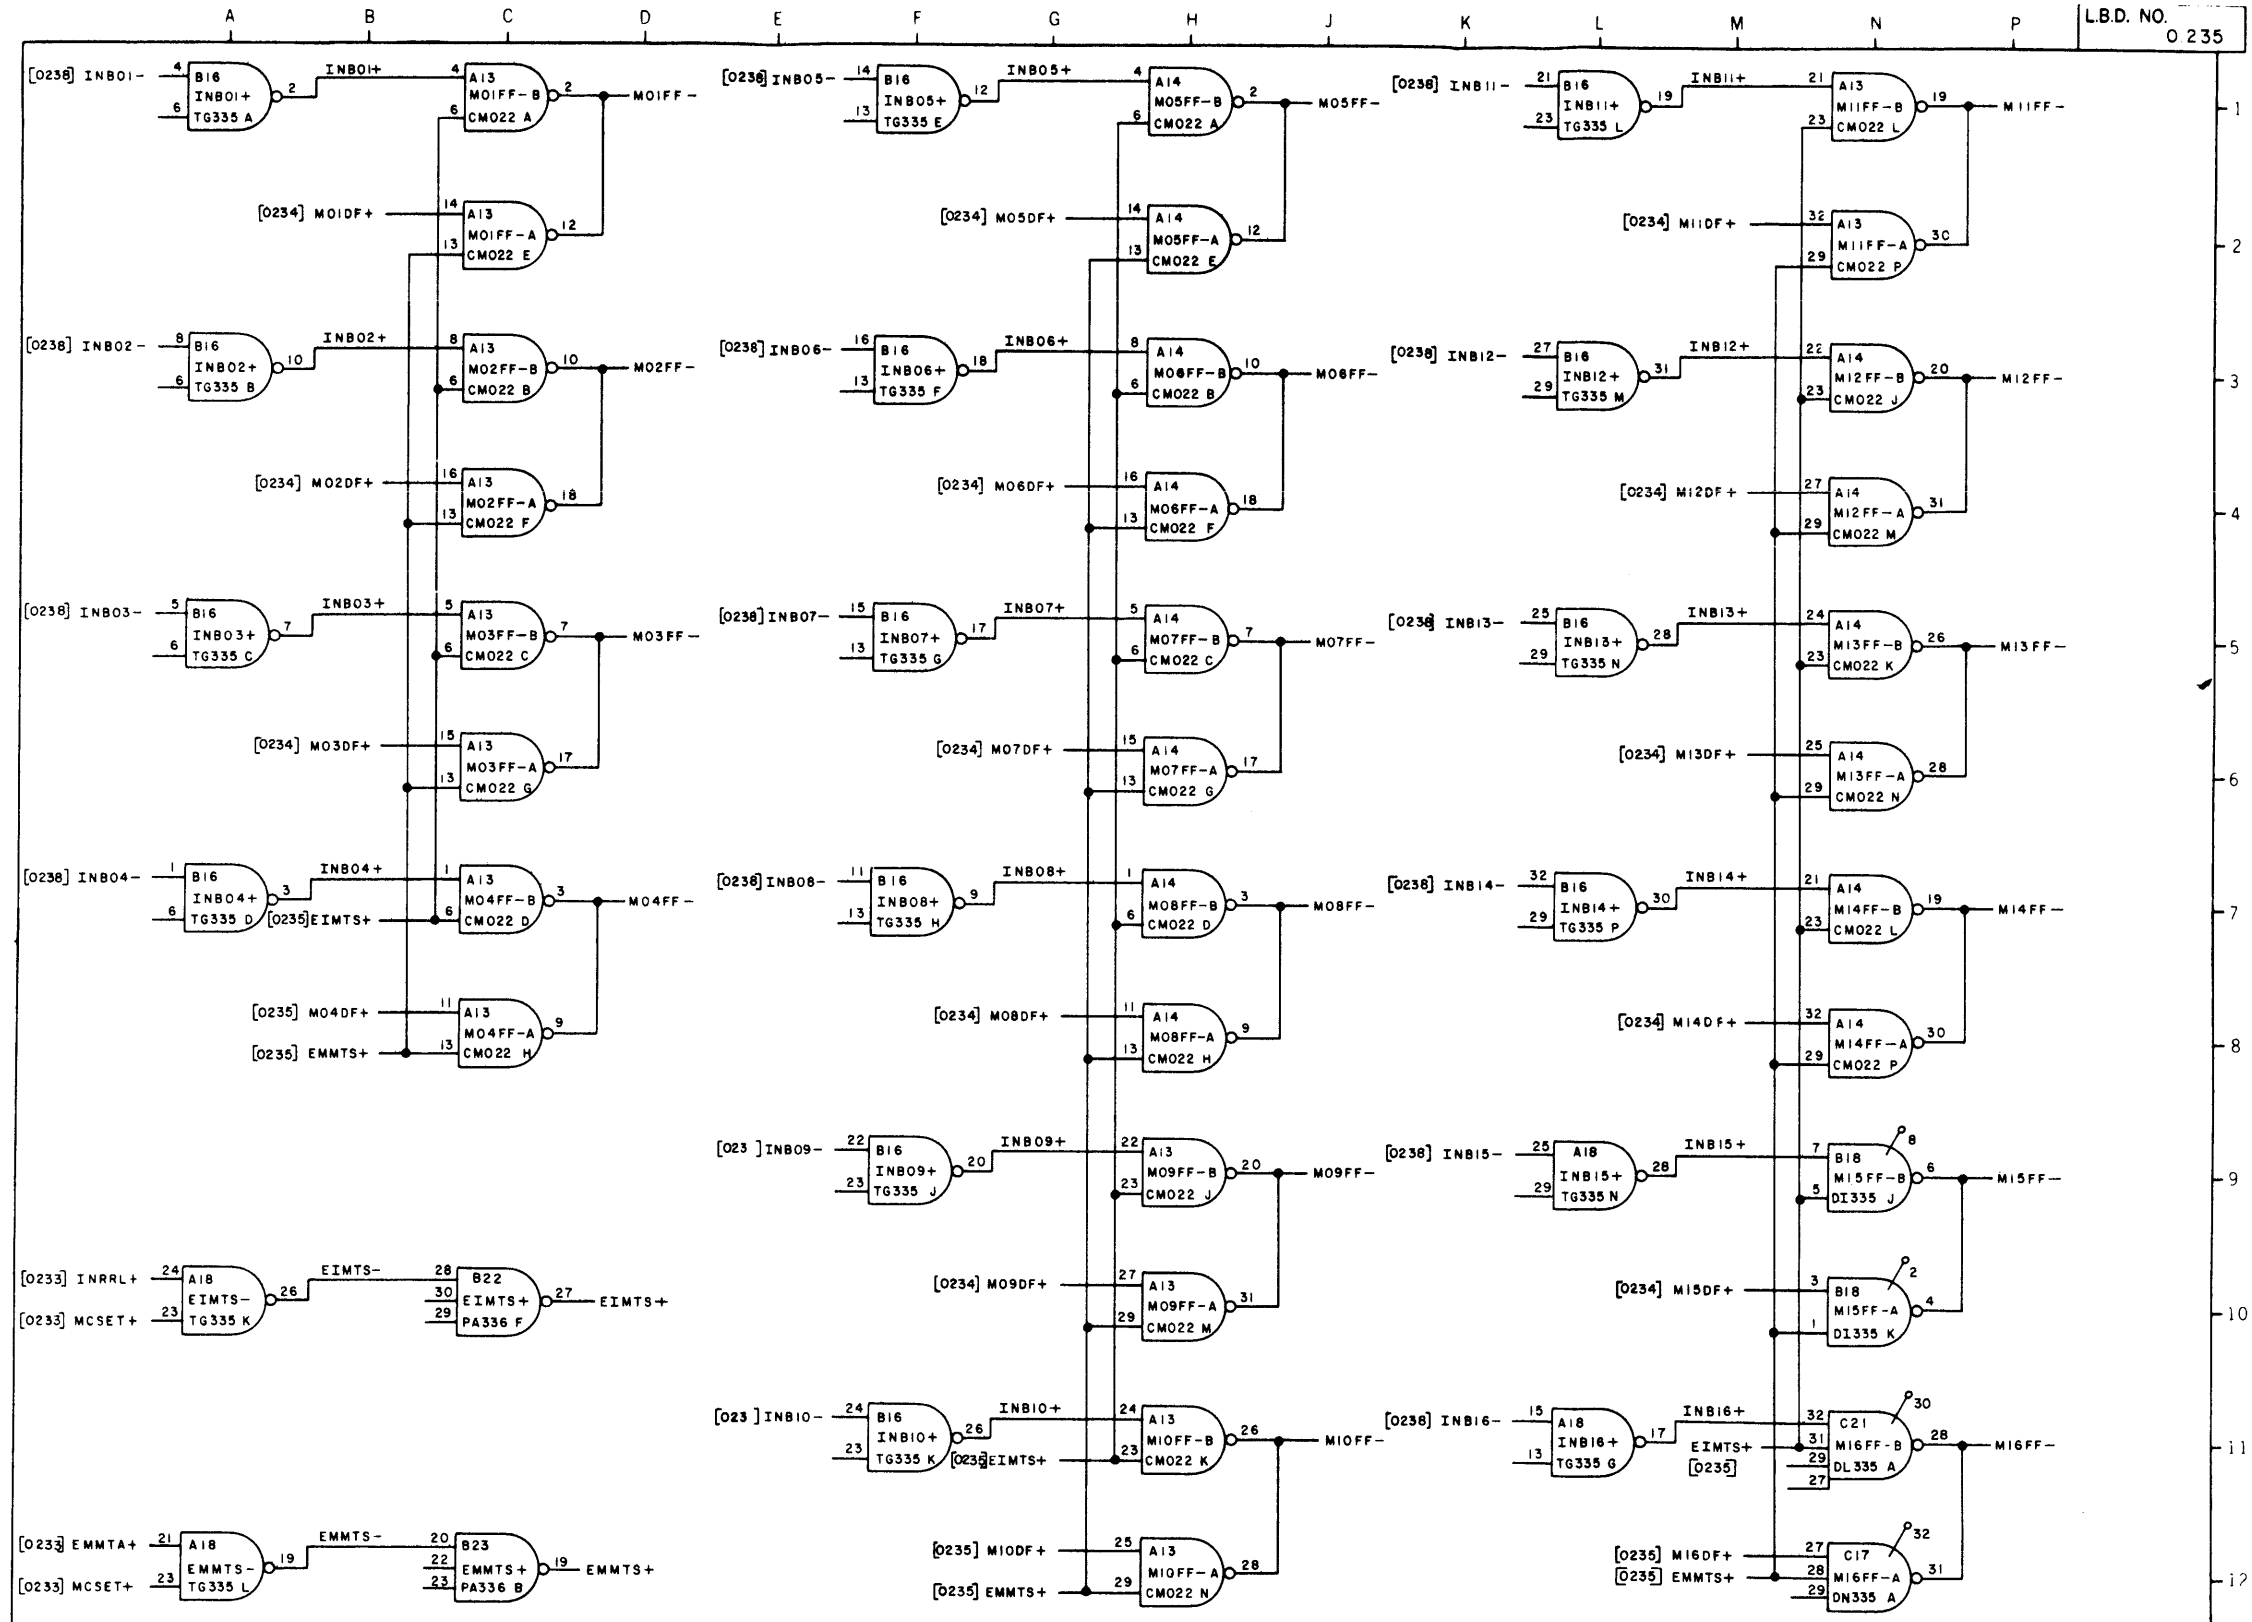 A B C D E F G H J K L M N P
L.B.D. NO.
0 235
[0238] INB01- 4 6 B16 INB01+ TG335 A 2 INB01+ 4 6 A13 M01FF-B CM022 A 2 M01FF-
[0234] M01DF+ 14 13 A13 M01FF-A CM022 E 12
[0238] INB02- 8 6 B16 INB02+ TG335 B 10 INB02+ 8 6 A13 M02FF-B CM022 B 10 M02FF-
[0234] M02DF+ 16 13 A13 M02FF-A CM022 F 18
[0238] INB03- 5 6 B16 INB03+ TG335 C 7 INB03+ 5 6 A13 M03FF-B CM022 C 7 M03FF-
[0234] M03DF+ 15 13 A13 M03FF-A CM022 G 17
[0238] INB04- 1 6 B16 INB04+ TG335 D 3 INB04+ 1 [0235] EIMTS+ 6 A13 M04FF-B CM022 D 3 M04FF-
[0235] M04DF+ 11 [0235] EMMTS+ 13 A13 M04FF-A CM022 H 9
[0233] INRRL+ 24 [0233] MCSET+ 23 A18 EIMTS- TG335 K 26 EIMTS- 28 30 29 B22 EIMTS+ PA336 F 27 EIMTS+
[0233] EMMTA+ 21 [0233] MCSET+ 23 A18 EMMTS- TG335 L 19 EMMTS- 20 22 23 B23 EMMTS+ PA336 B 19 EMMTS+
[0238] INB05- 14 13 B16 INB05+ TG335 E 12 INB05+ 4 6 A14 M05FF-B CM022 A 2 M05FF-
[0234] M05DF+ 14 13 A14 M05FF-A CM022 E 12
[0238] INB06- 16 13 B16 INB06+ TG335 F 18 INB06+ 8 6 A14 M06FF-B CM022 B 10 M06FF-
[0234] M06DF+ 16 13 A14 M06FF-A CM022 F 18
[0238] INB07- 15 13 B16 INB07+ TG335 G 17 INB07+ 5 6 A14 M07FF-B CM022 C 7 M07FF-
[0234] M07DF+ 15 13 A14 M07FF-A CM022 G 17
[0238] INB08- 11 13 B16 INB08+ TG335 H 9 INB08+ 1 6 A14 M08FF-B CM022 D 3 M08FF-
[0234] M08DF+ 11 13 A14 M08FF-A CM022 H 9
[023 ] INB09- 22 23 B16 INB09+ TG335 J 20 INB09+ 22 23 A13 M09FF-B CM022 J 20 M09FF-
[0234] M09DF+ 27 29 A13 M09FF-A CM022 M 31
[023 ] INB10- 24 23 B16 INB10+ TG335 K 26 INB10+ 24 [0235] EIMTS+ 23 A13 M10FF-B CM022 K 26 M10FF-
[0235] M10DF+ 25 [0235] EMMTS+ 29 A13 M10FF-A CM022 N 28
[0238] INB11- 21 23 B16 INB11+ TG335 L 19 INB11+ 21 23 A13 M11FF-B CM022 L 19 M11FF-
[0234] M11DF+ 32 29 A13 M11FF-A CM022 P 30
[0238] INB12- 27 29 B16 INB12+ TG335 M 31 INB12+ 22 23 A14 M12FF-B CM022 J 20 M12FF-
[0234] M12DF+ 27 29 A14 M12FF-A CM022 M 31
[0238] INB13- 25 29 B16 INB13+ TG335 N 28 INB13+ 24 23 A14 M13FF-B CM022 K 26 M13FF-
[0234] M13DF+ 25 29 A14 M13FF-A CM022 N 28
[0238] INB14- 32 29 B16 INB14+ TG335 P 30 INB14+ 21 23 A14 M14FF-B CM022 L 19 M14FF-
[0234] M14DF+ 32 29 A14 M14FF-A CM022 P 30
[0238] INB15- 25 29 A18 INB15+ TG335 N 28 INB15+ 7 5 B18 M15FF-B DI335 J 8 6 M15FF-
[0234] M15DF+ 3 1 B18 M15FF-A DI335 K 2 4
[0238] INB16- 15 13 A18 INB16+ TG335 G 17 INB16+ 32 EIMTS+ [0235] 31 29 27 C21 M16FF-B DL335 A 30 28 M16FF-
[0235] M16DF+ 27 [0235] EMMTS+ 28 29 C17 M16FF-A DN335 A 32 31
1
2
3
4
5
6
7
8
9
10
11
12